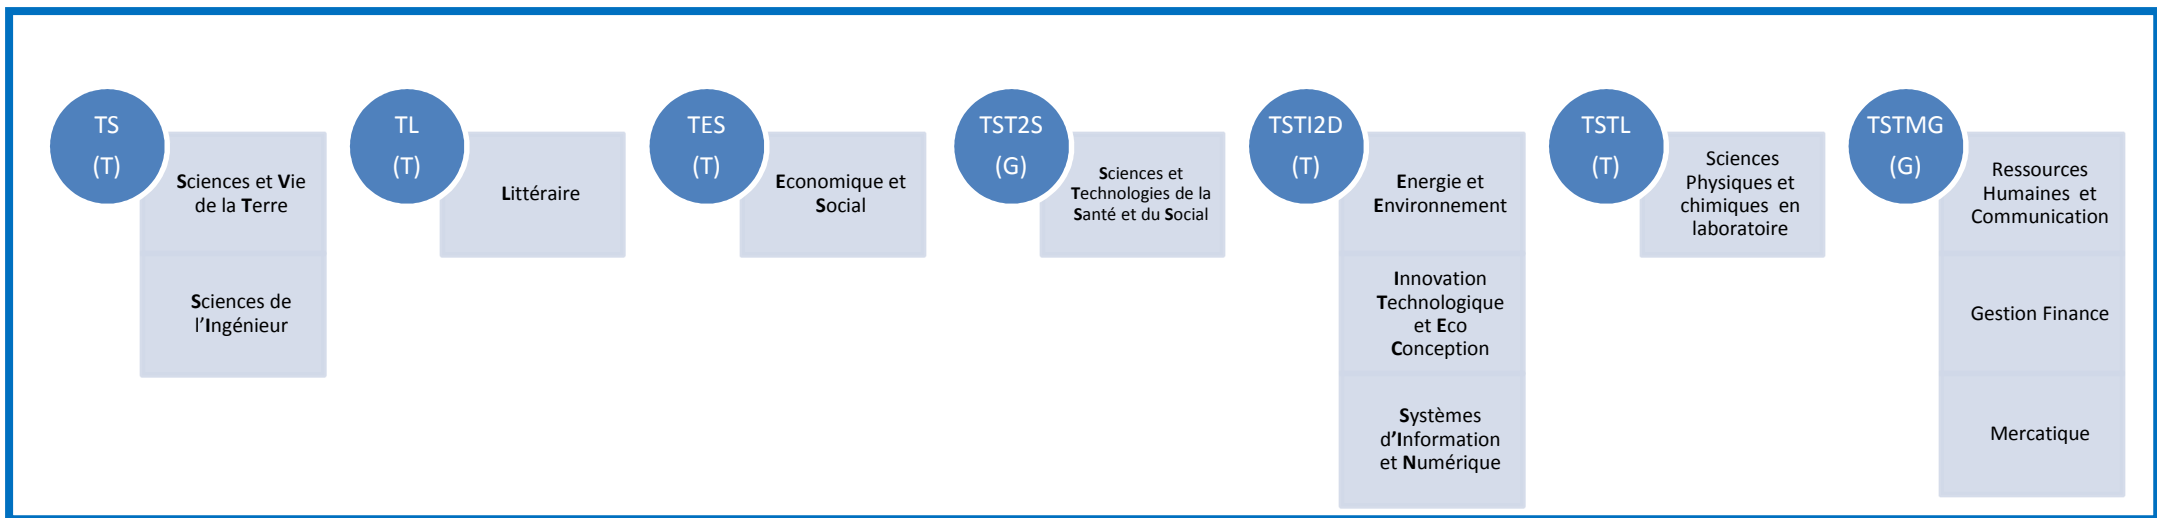 TS
(T)
Sciences et Vie
de la Terre
Sciences de
l'Ingénieur
TL
(T)
Littéraire
TES
(T)
Economique et
Social
TST2S
(G)
Sciences et
Technologies de la
Santé et du Social
TSTI2D
(T)
Energie et
Environnement
Innovation
Technologique
et Eco
Conception
Systèmes
d'Information
et Numérique
TSTL
(T)
Sciences
Physiques et
chimiques en
laboratoire
TSTMG
(G)
Ressources
Humaines et
Communication
Gestion Finance
Mercatique